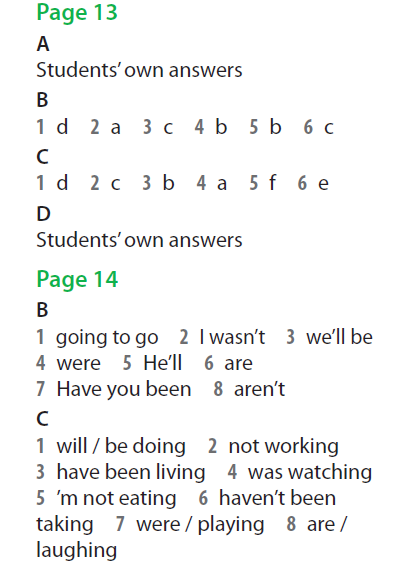 Page 13
A
Students’ own answers
B
1 d 2 a 3 c 4 b 5 b 6 c
C
1 d 2 c 3 b 4 a 5 f 6 e
D
Students’ own answers
Page 14
B
1 going to go 2 I wasn’t 3 we’ll be
4 were 5 He’ll 6 are
7 Have you been 8 aren’t
C
1 will / be doing 2 not working
3 have been living 4 was watching
5 ’m not eating 6 haven’t been
taking 7 were / playing 8 are /
laughing